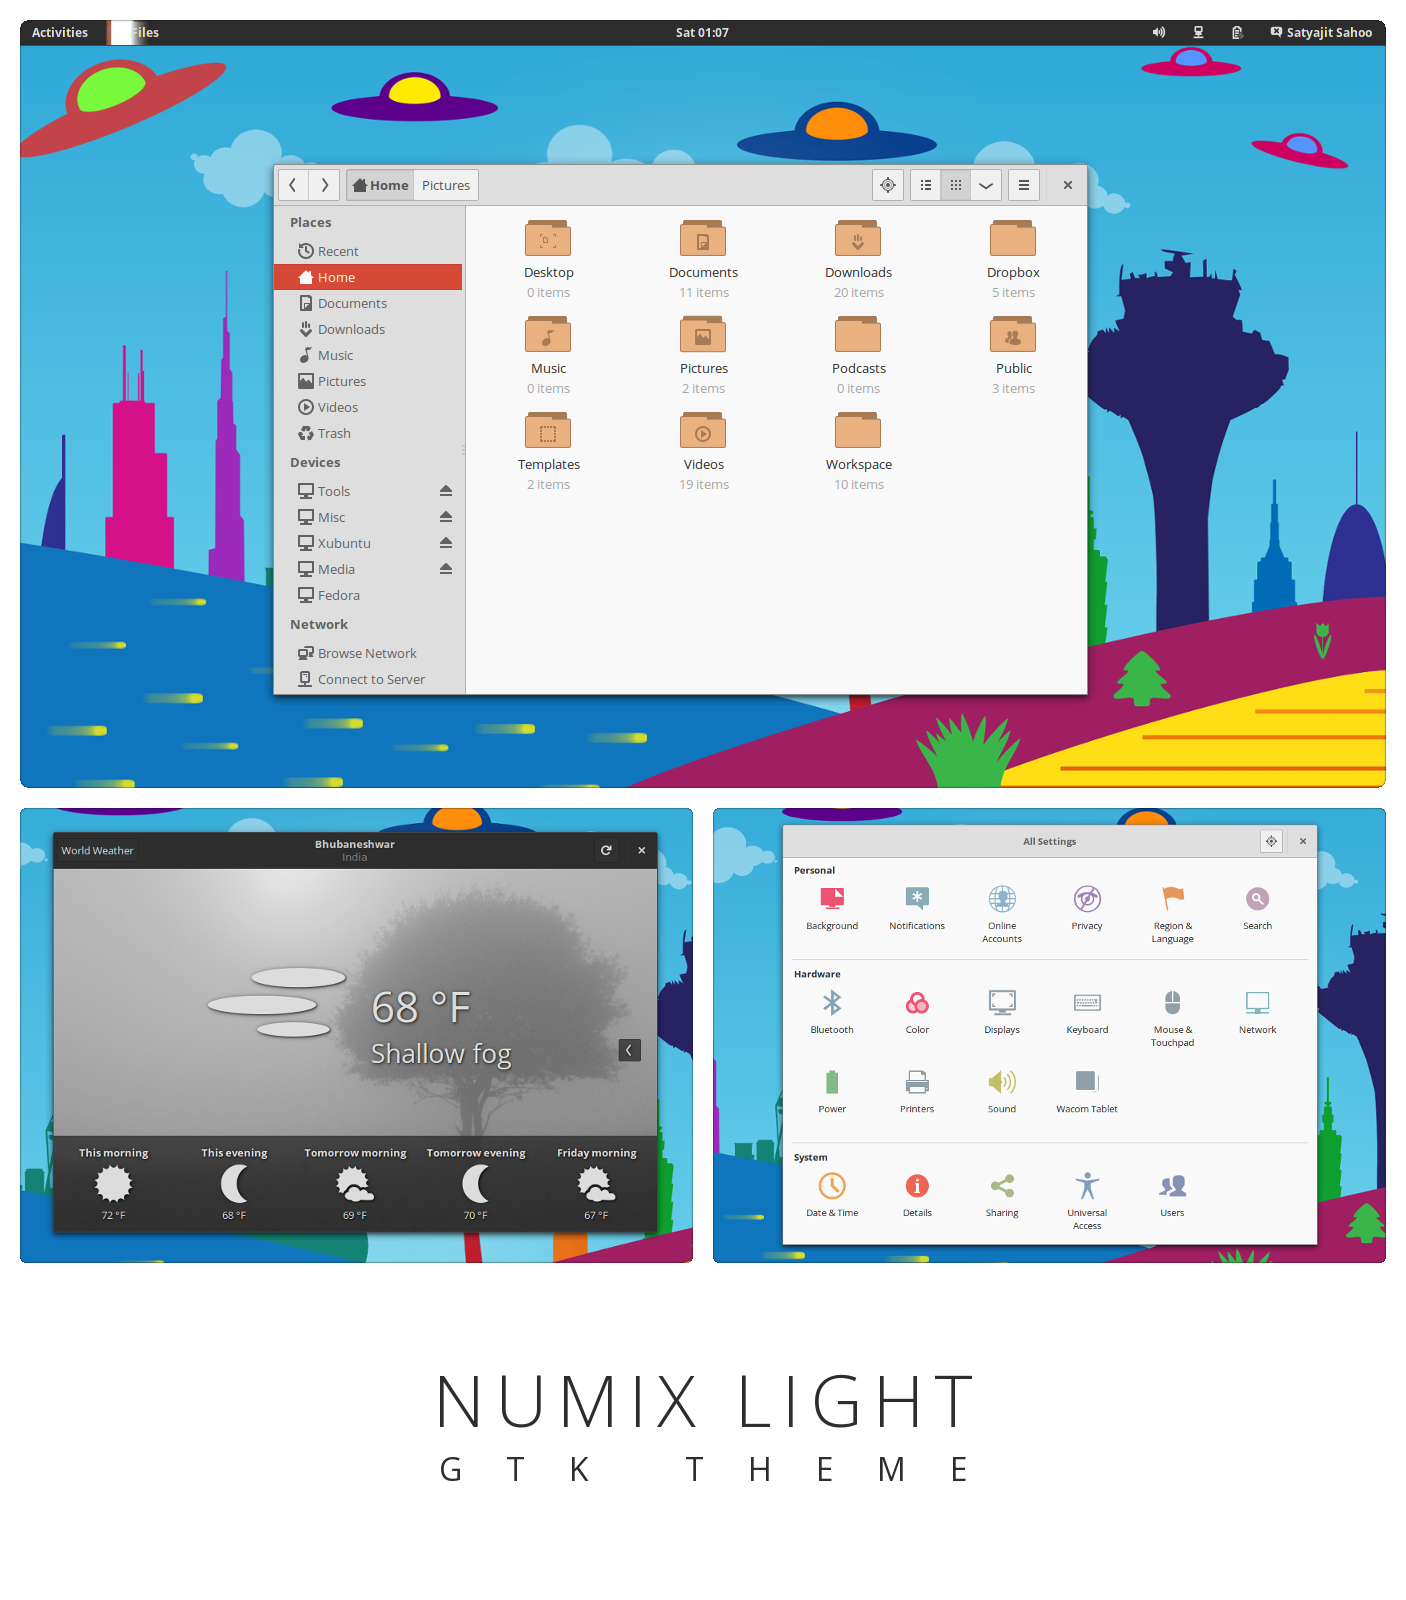 Activities Files Sat 01:07 Satyajit Sahoo
Home Pictures
Places
Recent
Home
Documents
Downloads
Music
Pictures
Videos
Trash
Devices
Tools
Misc
Xubuntu
Media
Fedora
Network
Browse Network
Connect to Server
Desktop Documents Downloads Dropbox
0 items 11 items 20 items 5 items
Music Pictures Podcasts Public
0 items 2 items 0 items 3 items
Templates Videos Workspace
2 items 19 items 10 items
World Weather
Bhubaneshwar
India
68 °F
Shallow fog
This morning This evening Tomorrow morning Tomorrow evening Friday morning
72 °F 68 °F 69 °F 70 °F 67 °F
All Settings
Personal
Background Notifications Online Accounts Privacy Region & Language Search
Hardware
Bluetooth Color Displays Keyboard Mouse & Touchpad Network
Power Printers Sound Wacom Tablet
System
Date & Time Details Sharing Universal Access Users
NUMIX LIGHT
GTK THEME